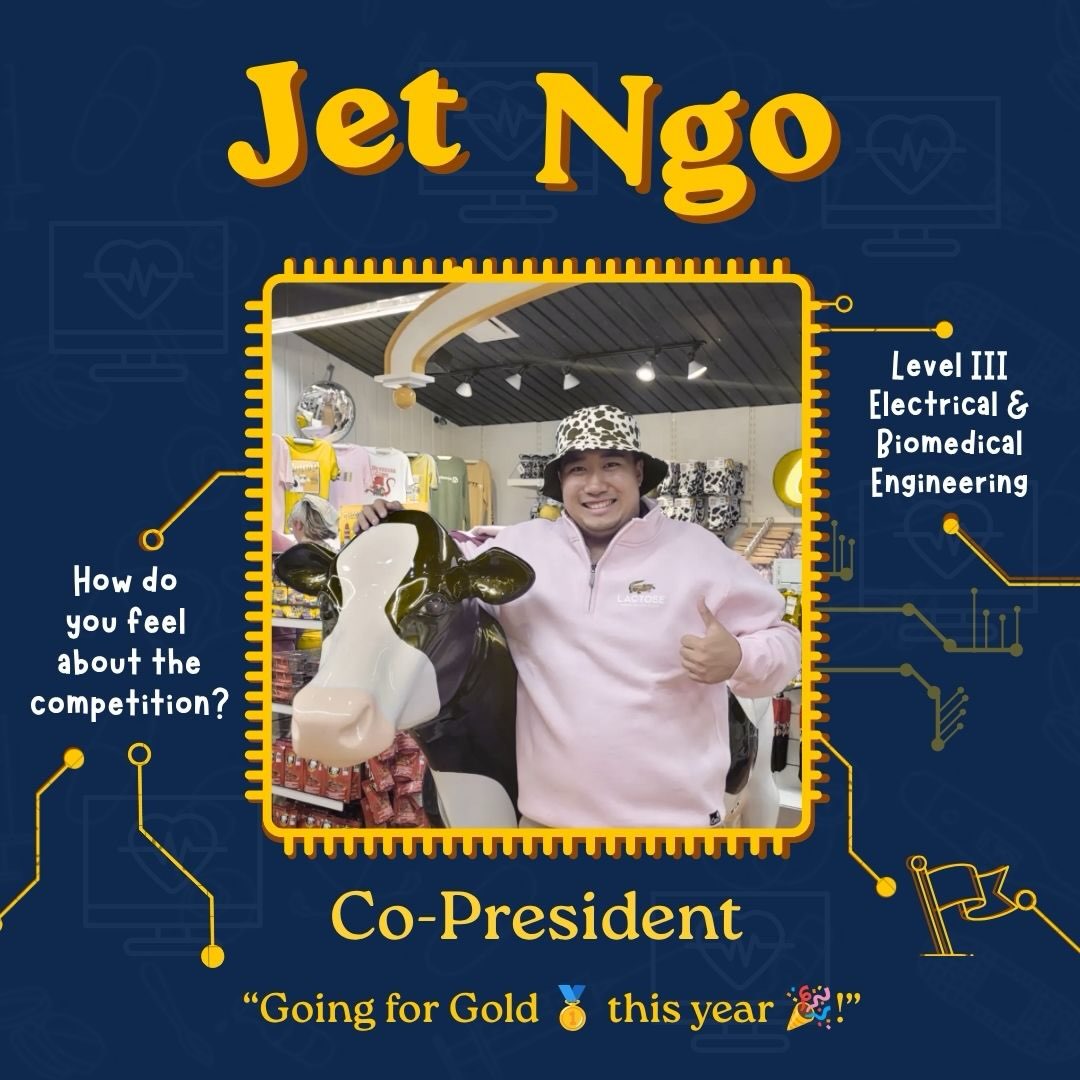 Jet Ngo
Level III
Electrical &
Biomedical
Engineering
How do
you feel
about the
competition?
LACTOSE
Co-President
“Going for Gold 🏅 this year 🎉!”